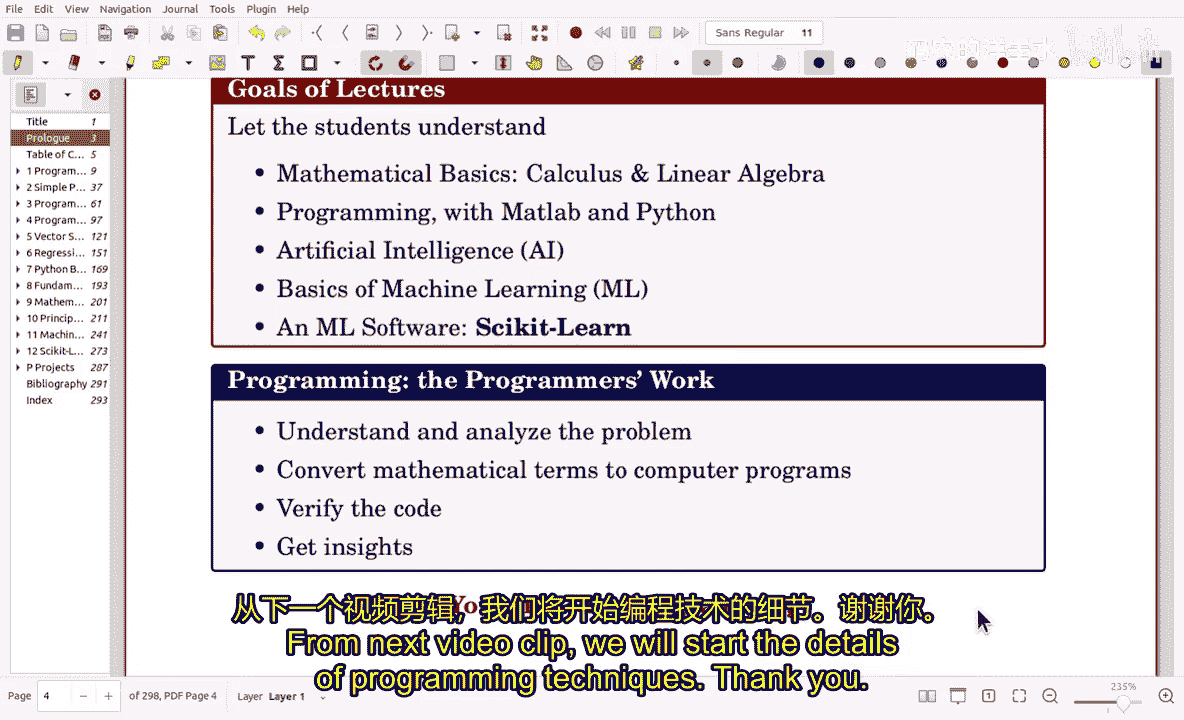 File Edit View Navigation Journal Tools Plugin Help
Sans Regular 11
Title 1
Prologue 3
Table of C... 5
1 Program... 9
2 Simple P... 37
3 Program... 61
4 Program... 97
5 Vector S... 121
6 Regressi... 151
7 Python B... 169
8 Fundam... 193
9 Mathem... 201
10 Princip... 211
11 Machin... 241
12 Scikit-L... 273
P Projects 287
Bibliography 291
Index 293
Goals of Lectures
Let the students understand
• Mathematical Basics: Calculus & Linear Algebra
• Programming, with Matlab and Python
• Artificial Intelligence (AI)
• Basics of Machine Learning (ML)
• An ML Software: Scikit-Learn
Programming: the Programmers' Work
• Understand and analyze the problem
• Convert mathematical terms to computer programs
• Verify the code
• Get insights
从下一个视频剪辑，我们将开始编程技术的细节。谢谢你。
From next video clip, we will start the details
of programming techniques. Thank you.
Page 4 of 298, PDF Page 4 Layer Layer 1
235%